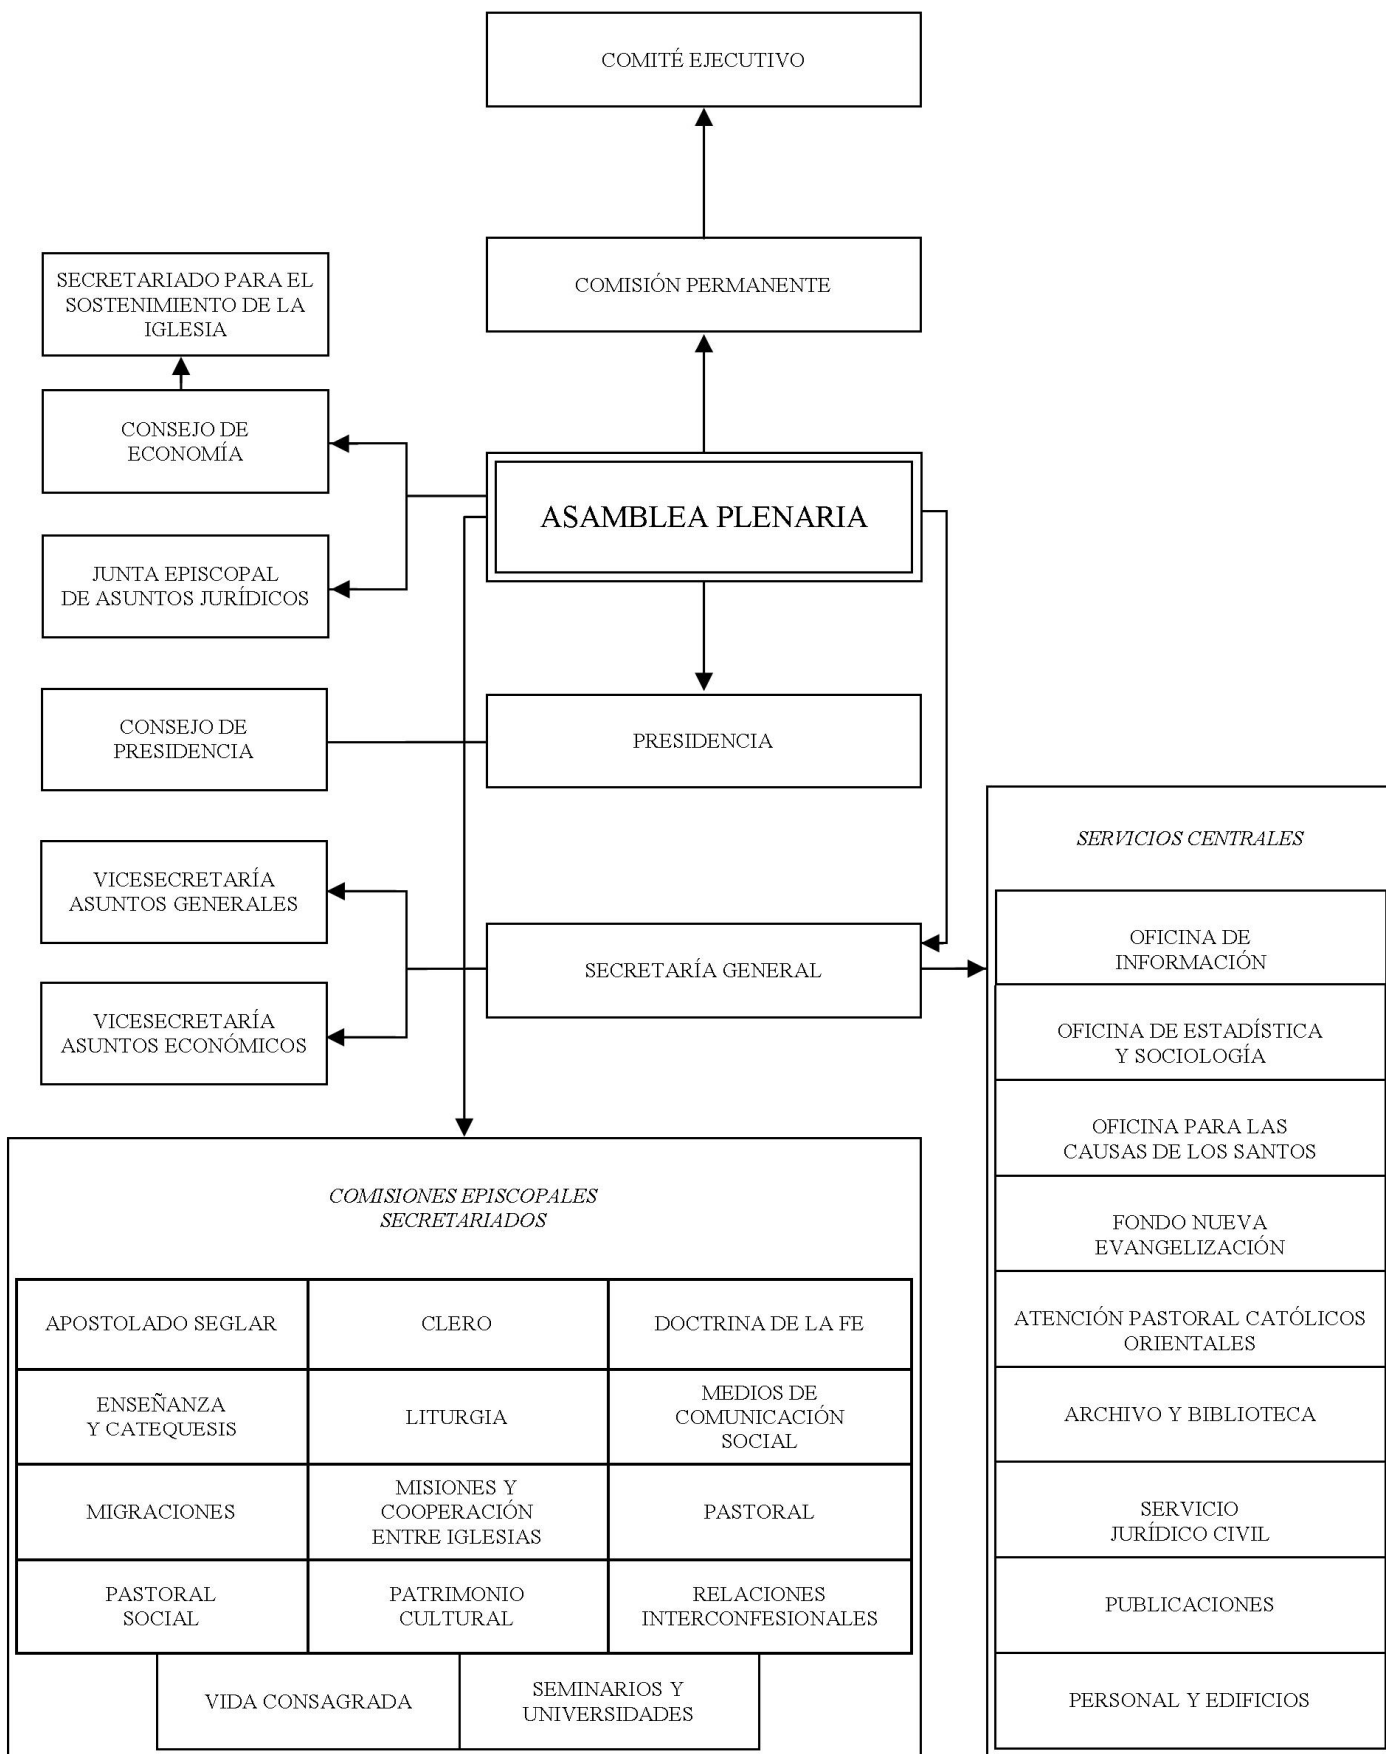 COMITÉ EJECUTIVO
COMISIÓN PERMANENTE
SECRETARIADO PARA EL
SOSTENIMIENTO DE LA
IGLESIA
CONSEJO DE
ECONOMÍA
ASAMBLEA PLENARIA
JUNTA EPISCOPAL
DE ASUNTOS JURÍDICOS
CONSEJO DE
PRESIDENCIA
PRESIDENCIA
VICESECRETARÍA
ASUNTOS GENERALES
SECRETARÍA GENERAL
VICESECRETARÍA
ASUNTOS ECONÓMICOS
SERVICIOS CENTRALES
OFICINA DE
INFORMACIÓN
OFICINA DE ESTADÍSTICA
Y SOCIOLOGÍA
OFICINA PARA LAS
CAUSAS DE LOS SANTOS
FONDO NUEVA
EVANGELIZACIÓN
ATENCIÓN PASTORAL CATÓLICOS
ORIENTALES
ARCHIVO Y BIBLIOTECA
SERVICIO
JURÍDICO CIVIL
PUBLICACIONES
PERSONAL Y EDIFICIOS
COMISIONES EPISCOPALES
SECRETARIADOS
APOSTOLADO SEGLAR
CLERO
DOCTRINA DE LA FE
ENSEÑANZA
Y CATEQUESIS
LITURGIA
MEDIOS DE
COMUNICACIÓN
SOCIAL
MIGRACIONES
MISIONES Y
COOPERACIÓN
ENTRE IGLESIAS
PASTORAL
PASTORAL
SOCIAL
PATRIMONIO
CULTURAL
RELACIONES
INTERCONFESIONALES
VIDA CONSAGRADA
SEMINARIOS Y
UNIVERSIDADES